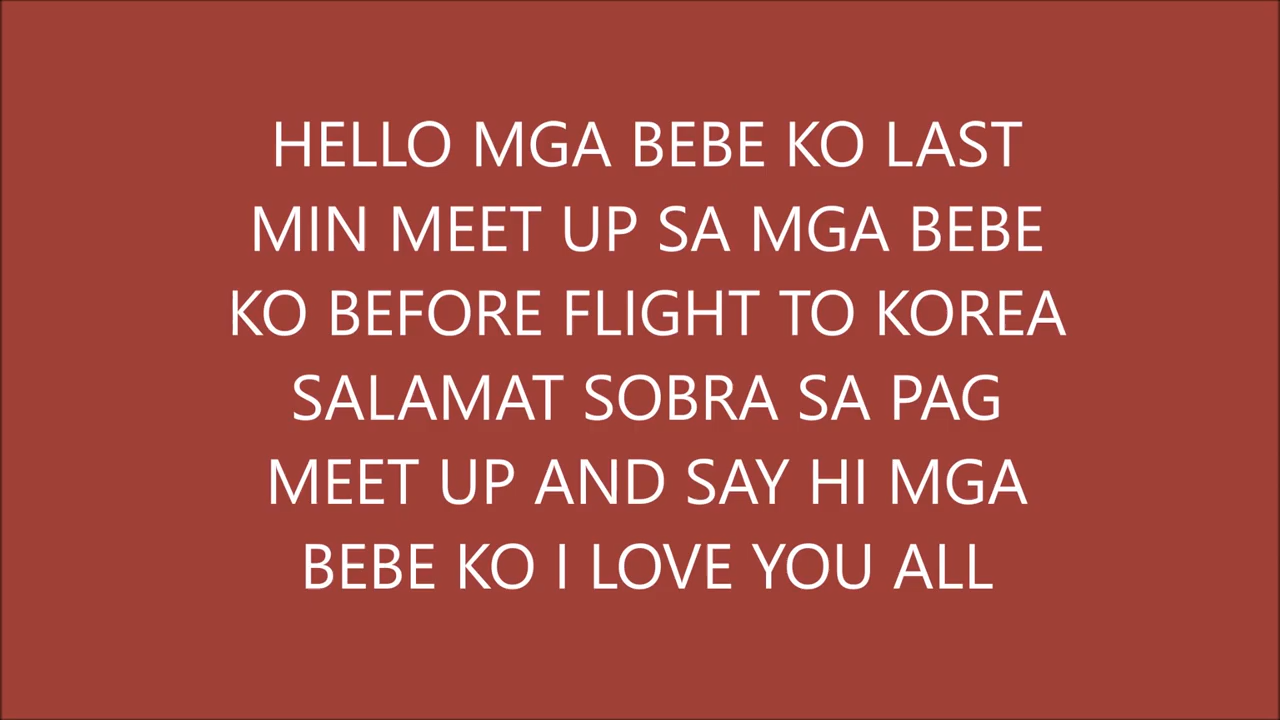 HELLO MGA BEBE KO LAST
MIN MEET UP SA MGA BEBE
KO BEFORE FLIGHT TO KOREA
SALAMAT SOBRA SA PAG
MEET UP AND SAY HI MGA
BEBE KO I LOVE YOU ALL